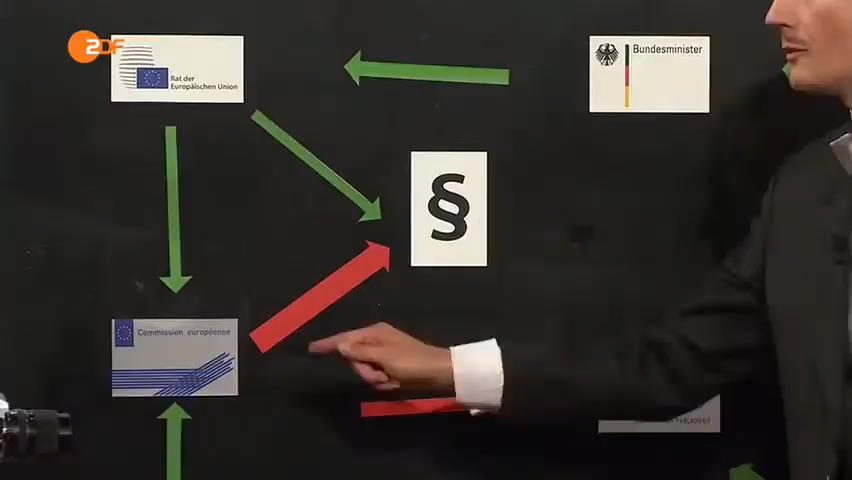 ZDF
Rat der
Europäischen Union
Bundesminister
§
Commission européenne